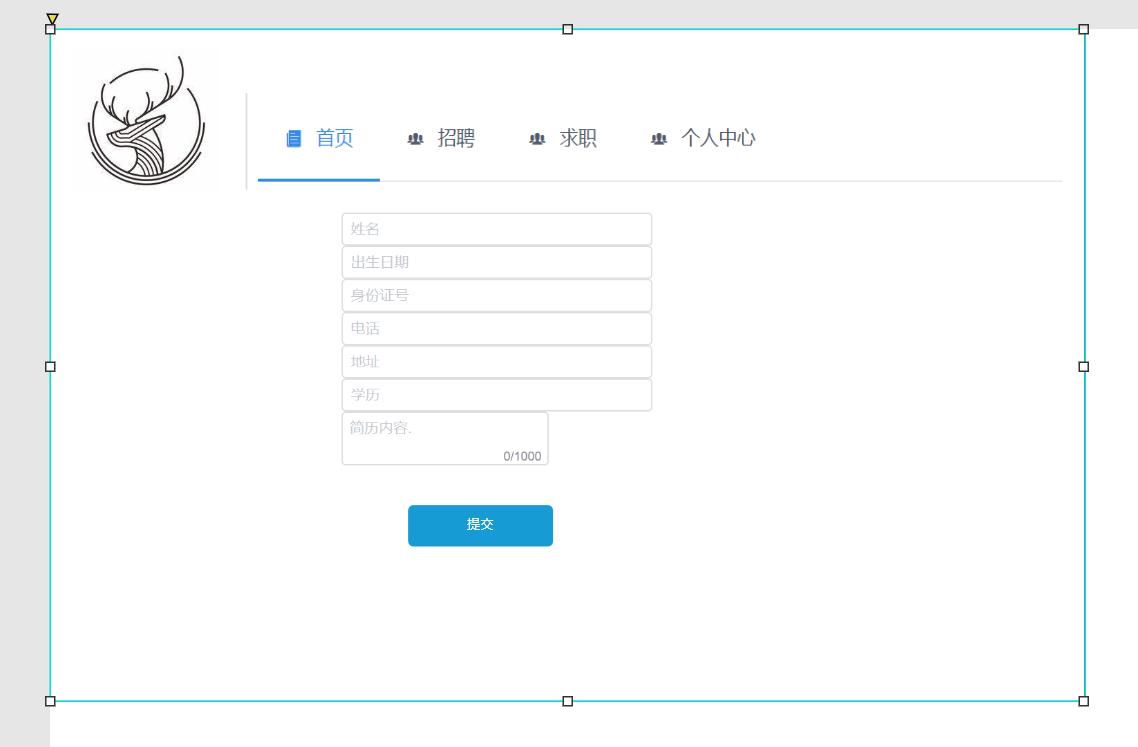 首页 招聘 求职 个人中心
姓名
出生日期
身份证号
电话
地址
学历
简历内容.
0/1000
提交